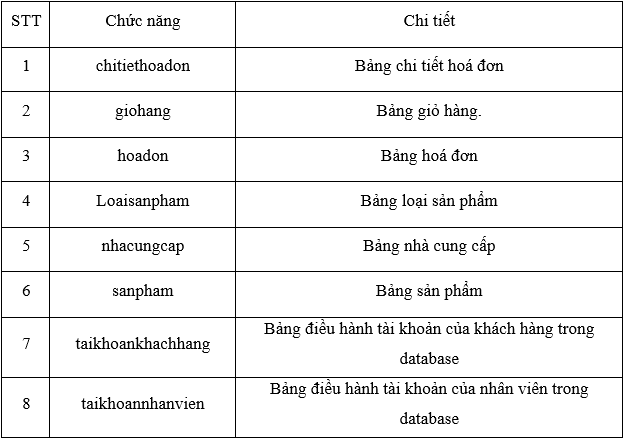 STT Chức năng Chi tiết
1 chitiethoadon Bảng chi tiết hoá đơn
2 giohang Bảng giỏ hàng.
3 hoadon Bảng hoá đơn
4 Loaisanpham Bảng loại sản phẩm
5 nhacungcap Bảng nhà cung cấp
6 sanpham Bảng sản phẩm
7 taikhoankhachhang Bảng điều hành tài khoản của khách hàng trong
database
8 taikhoannhanvien Bảng điều hành tài khoản của nhân viên trong
database